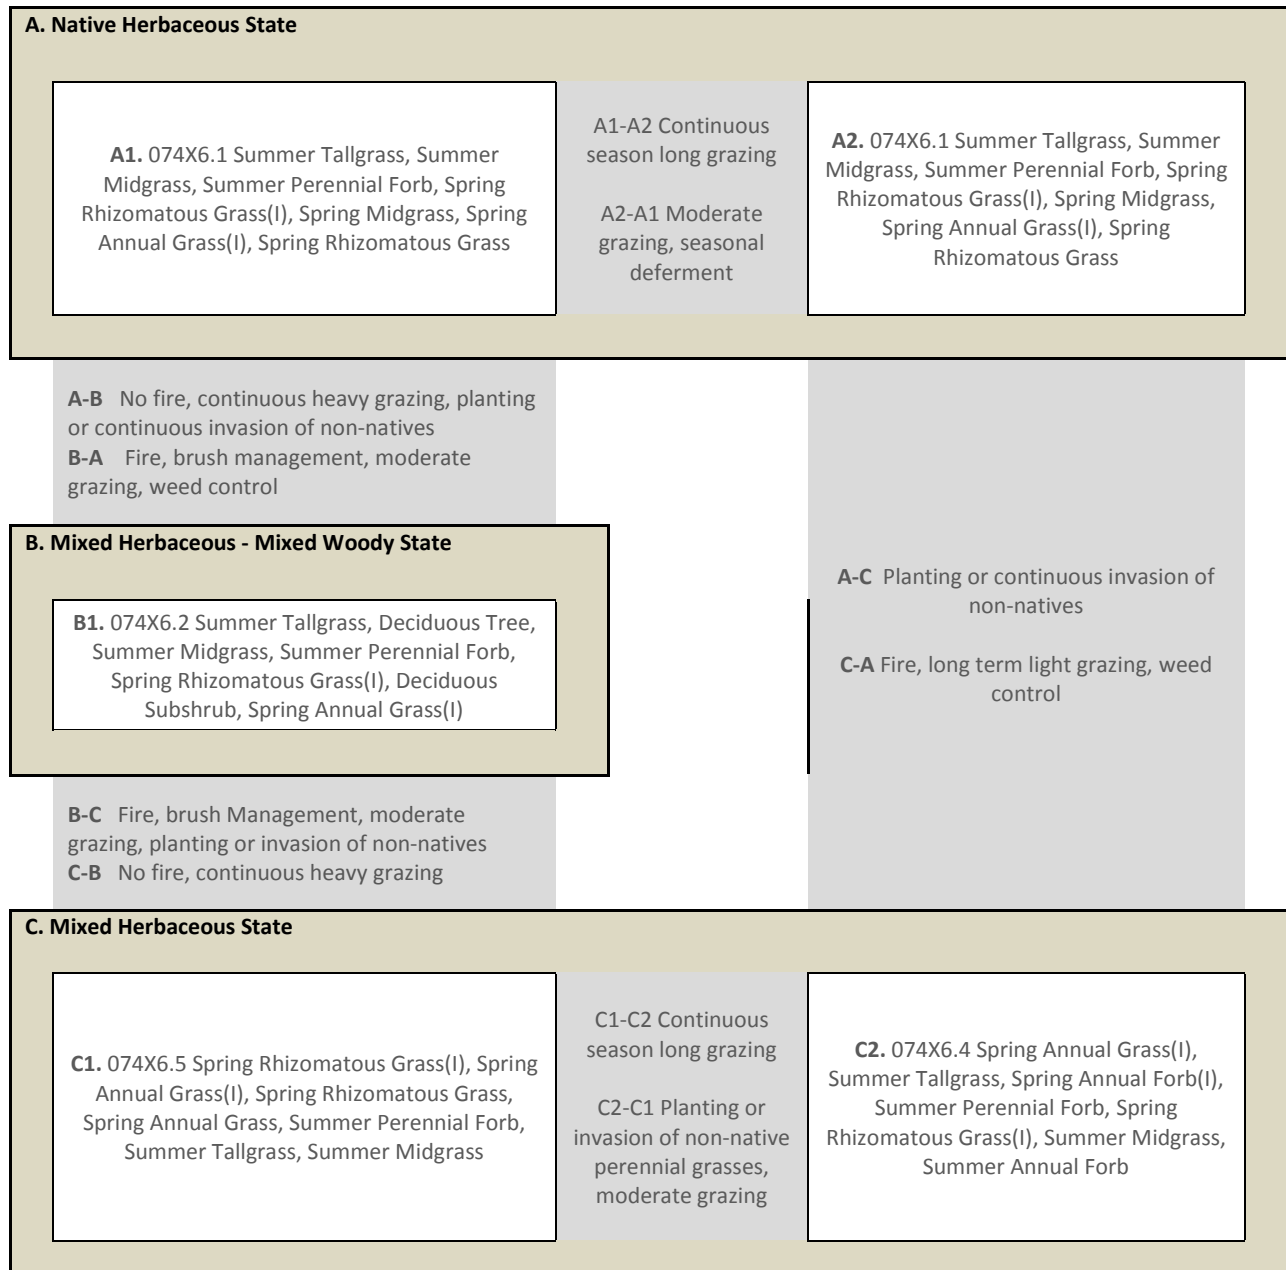 A. Native Herbaceous State
A1. 074X6.1 Summer Tallgrass, Summer
Midgrass, Summer Perennial Forb, Spring
Rhizomatous Grass(I), Spring Midgrass, Spring
Annual Grass(I), Spring Rhizomatous Grass
A1-A2 Continuous
season long grazing
A2-A1 Moderate
grazing, seasonal
deferment
A2. 074X6.1 Summer Tallgrass, Summer
Midgrass, Summer Perennial Forb, Spring
Rhizomatous Grass(I), Spring Midgrass,
Spring Annual Grass(I), Spring
Rhizomatous Grass
A-B No fire, continuous heavy grazing, planting
or continuous invasion of non-natives
B-A Fire, brush management, moderate
grazing, weed control
B. Mixed Herbaceous - Mixed Woody State
B1. 074X6.2 Summer Tallgrass, Deciduous Tree,
Summer Midgrass, Summer Perennial Forb,
Spring Rhizomatous Grass(I), Deciduous
Subshrub, Spring Annual Grass(I)
A-C Planting or continuous invasion of
non-natives
C-A Fire, long term light grazing, weed
control
B-C Fire, brush Management, moderate
grazing, planting or invasion of non-natives
C-B No fire, continuous heavy grazing
C. Mixed Herbaceous State
C1. 074X6.5 Spring Rhizomatous Grass(I), Spring
Annual Grass(I), Spring Rhizomatous Grass,
Spring Annual Grass, Summer Perennial Forb,
Summer Tallgrass, Summer Midgrass
C1-C2 Continuous
season long grazing
C2-C1 Planting or
invasion of non-native
perennial grasses,
moderate grazing
C2. 074X6.4 Spring Annual Grass(I),
Summer Tallgrass, Spring Annual Forb(I),
Summer Perennial Forb, Spring
Rhizomatous Grass(I), Summer Midgrass,
Summer Annual Forb